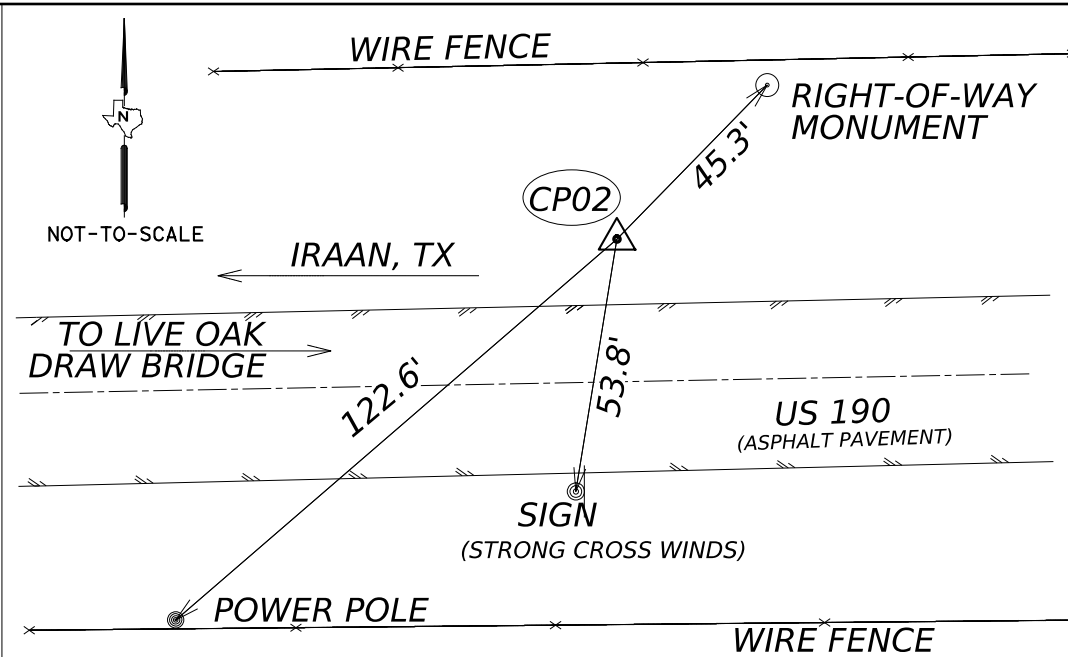 WIRE FENCE
RIGHT-OF-WAY
MONUMENT
N
45.3'
CP02
NOT-TO-SCALE
IRAAN, TX
TO LIVE OAK
DRAW BRIDGE
122.6'
53.8'
US 190
(ASPHALT PAVEMENT)
SIGN
(STRONG CROSS WINDS)
POWER POLE
WIRE FENCE